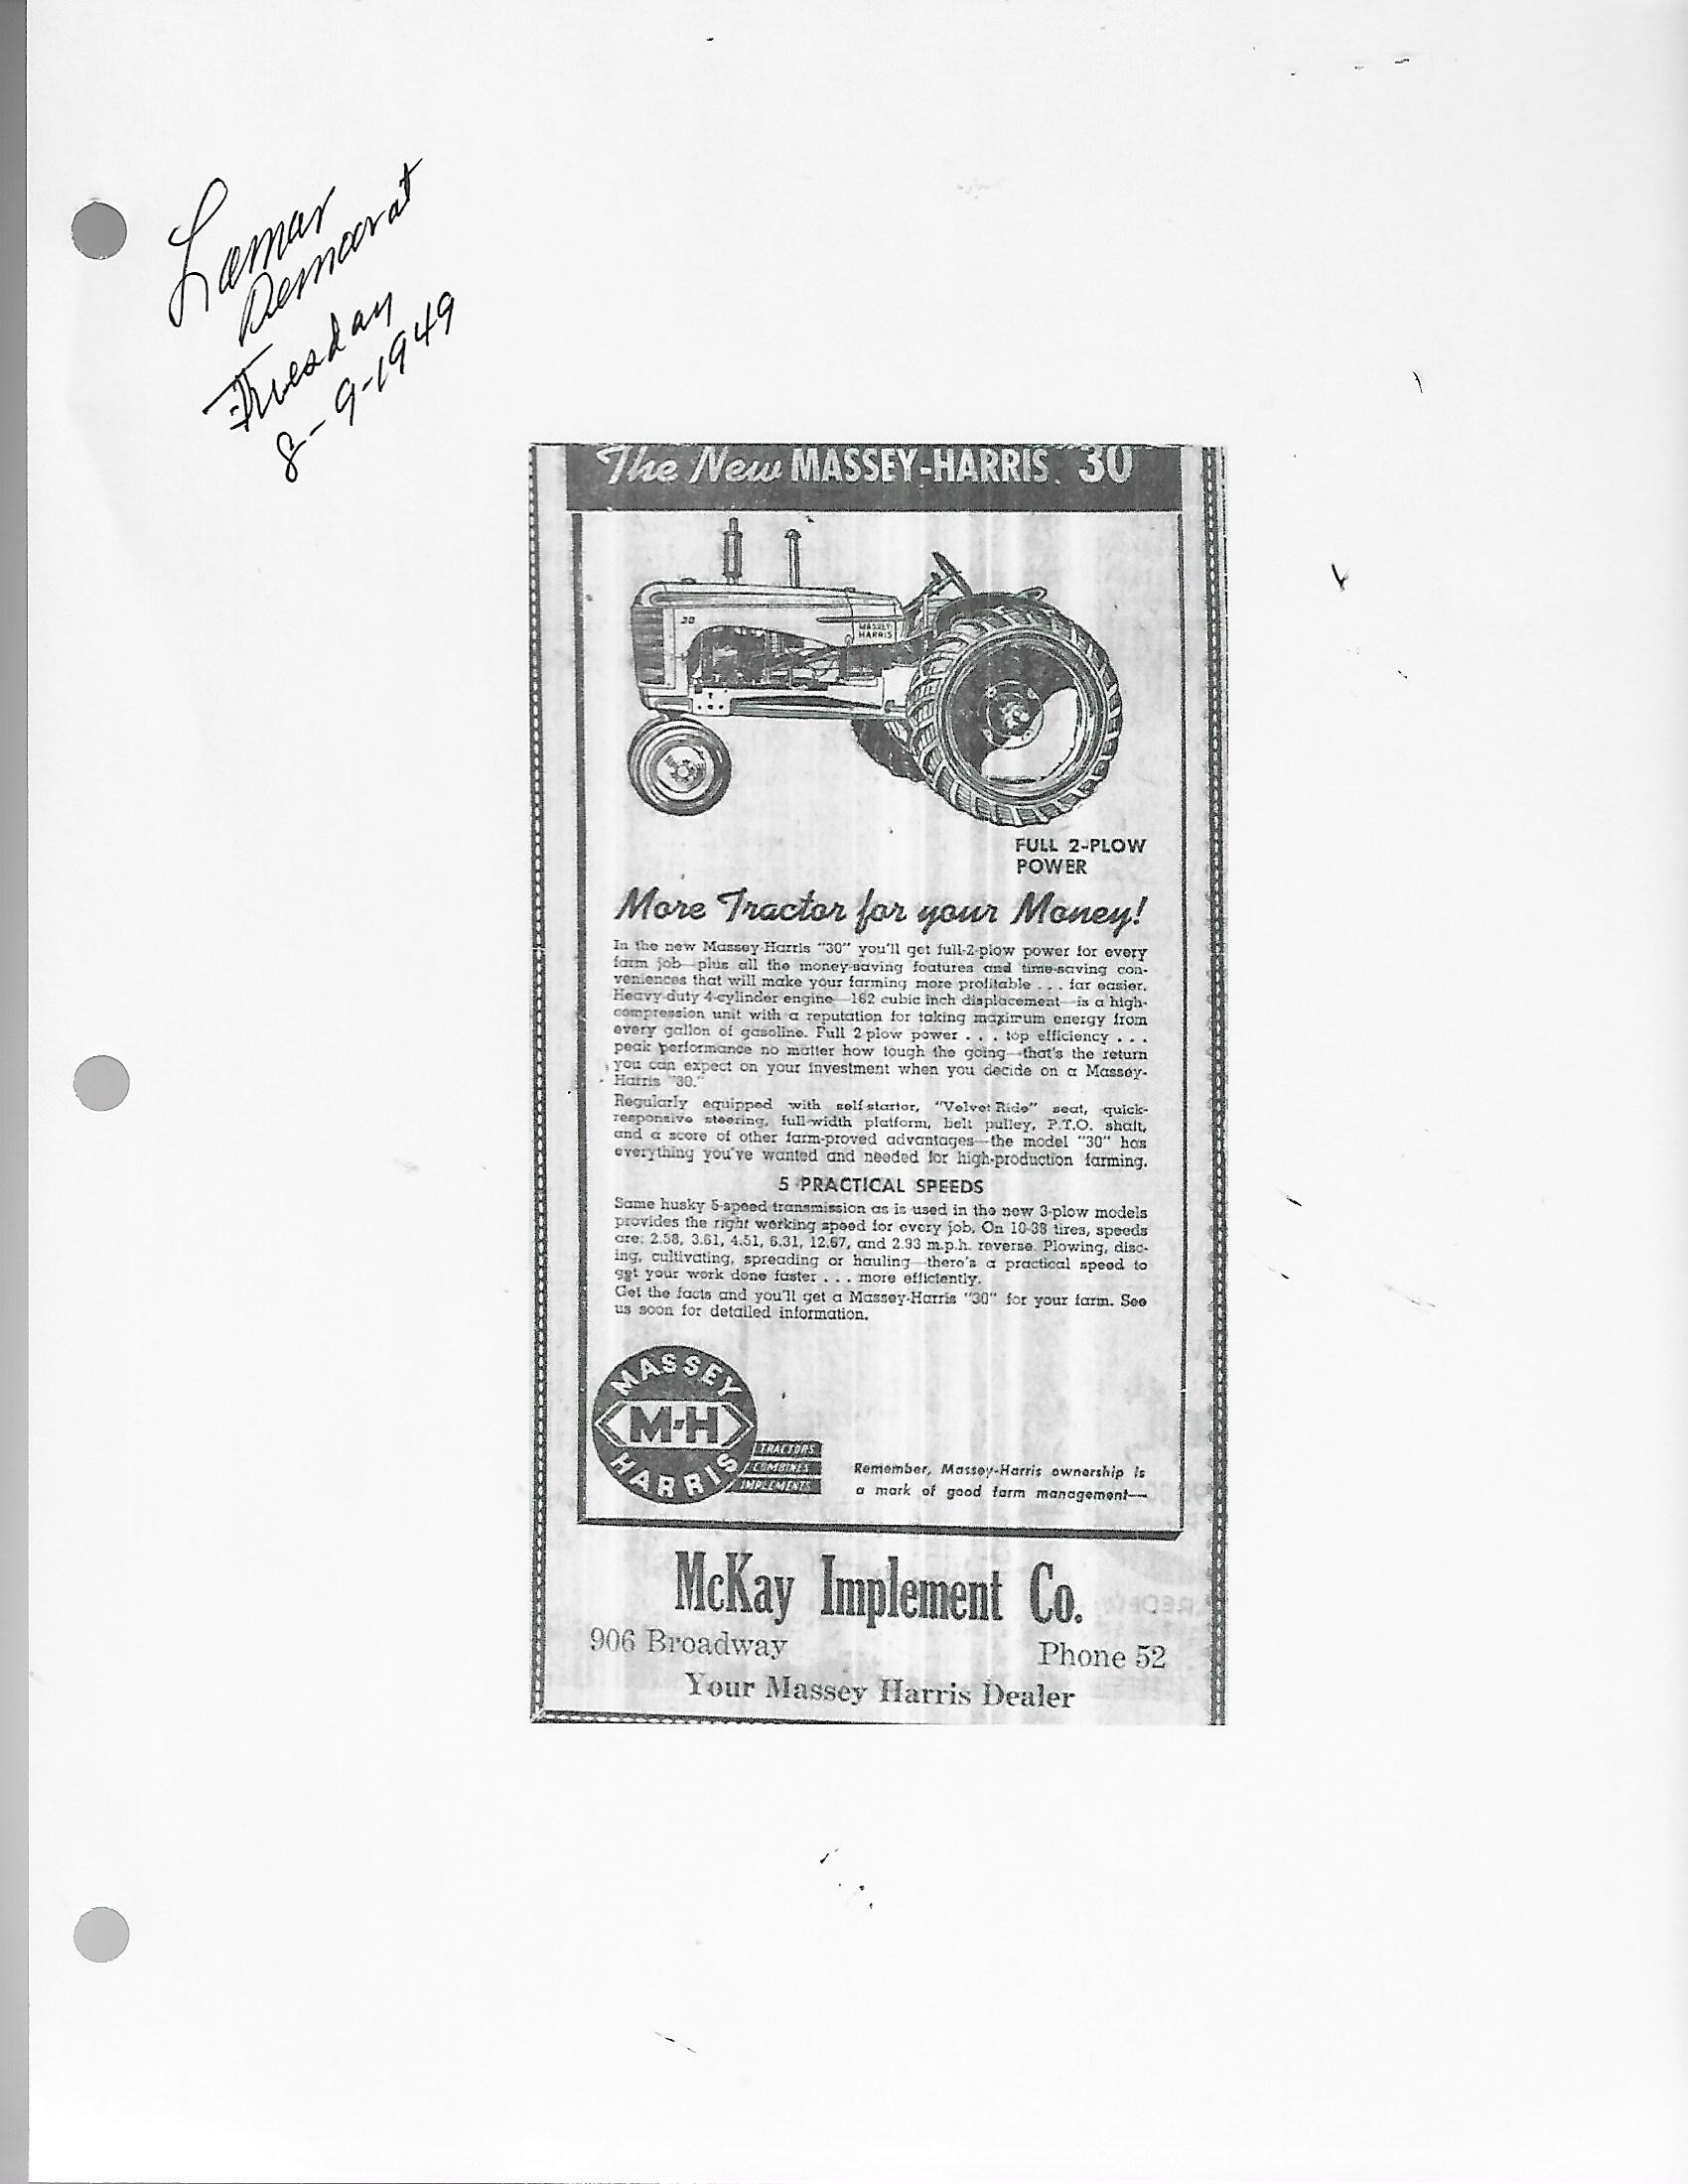 Lamar
Democrat
Tuesday
8-9-1949
The New MASSEY-HARRIS 30
30
MASSEY-
HARRIS
FULL 2-PLOW
POWER
More Tractor for your Money!
In the new Massey-Harris "30" you'll get full-2-plow power for every
farm job—plus all the money-saving features and time-saving con-
veniences that will make your farming more profitable . . . far easier.
Heavy-duty 4-cylinder engine—162 cubic inch displacement—is a high-
compression unit with a reputation for taking maximum energy from
every gallon of gasoline. Full 2-plow power . . . top efficiency . . .
peak performance no matter how tough the going—that's the return
you can expect on your investment when you decide on a Massey-
Harris "30."
Regularly equipped with self-starter, "Velvet Ride" seat, quick-
responsive steering, full-width platform, belt pulley, P.T.O. shaft,
and a score of other farm-proved advantages—the model "30" has
everything you've wanted and needed for high-production farming.
5 PRACTICAL SPEEDS
Same husky 5-speed transmission as is used in the new 3-plow models
provides the right working speed for every job. On 10-38 tires, speeds
are: 2.58, 3.61, 4.51, 6.31, 12.67, and 2.93 m.p.h. reverse. Plowing, disc-
ing, cultivating, spreading or hauling—there's a practical speed to
get your work done faster . . . more efficiently.
Get the facts and you'll get a Massey-Harris "30" for your farm. See
us soon for detailed information.
MASSEY
M-H
HARRIS
TRACTORS
COMBINES
IMPLEMENTS
Remember, Massey-Harris ownership is
a mark of good farm management—
McKay Implement Co.
906 Broadway Phone 52
Your Massey Harris Dealer